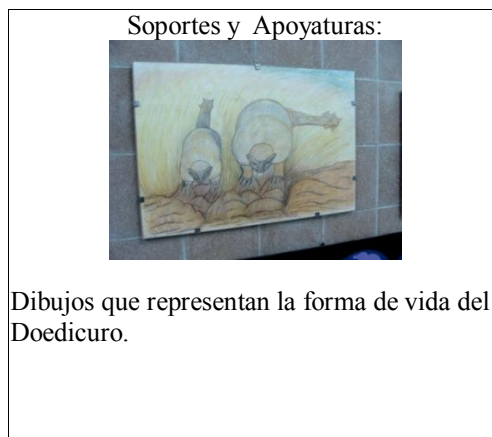 Soportes y Apoyaturas:
Dibujos que representan la forma de vida del
Doedicuro.